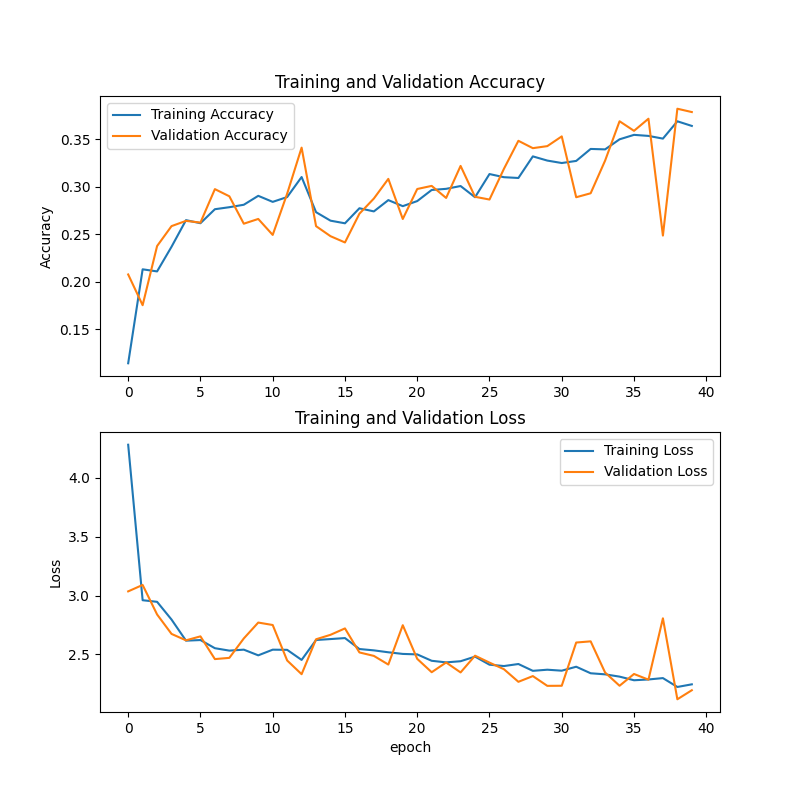 Training and Validation Accuracy
Training Accuracy
Validation Accuracy
Accuracy
0.35
0.30
0.25
0.20
0.15
0 5 10 15 20 25 30 35 40
Training and Validation Loss
Training Loss
Validation Loss
Loss
4.0
3.5
3.0
2.5
0 5 10 15 20 25 30 35 40
epoch